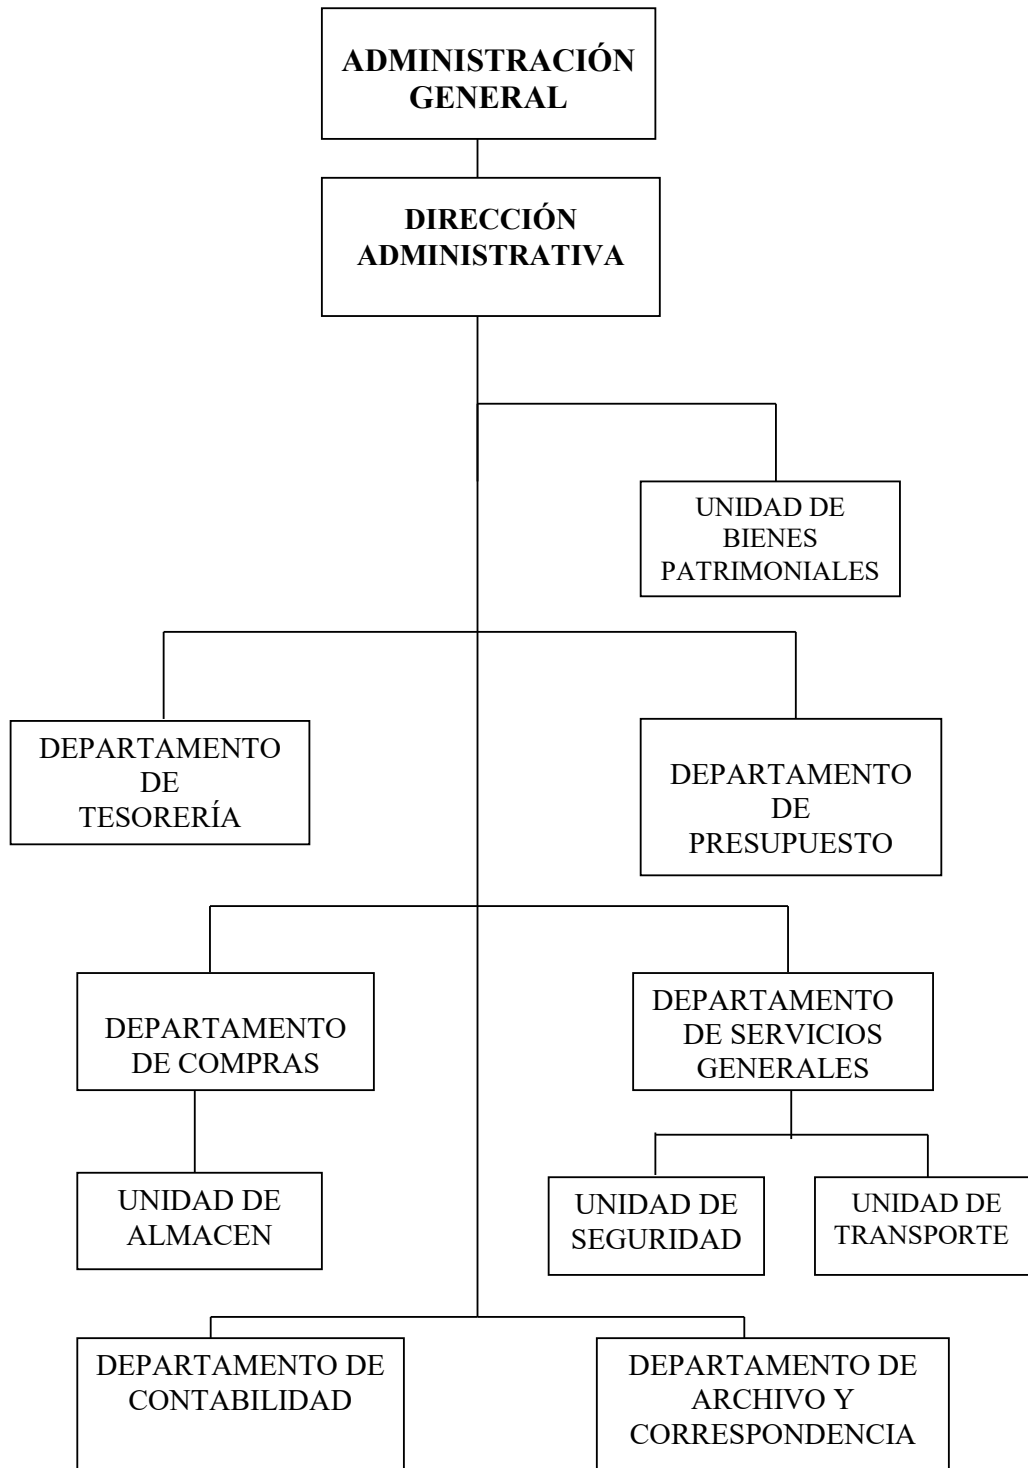 ADMINISTRACIÓN
GENERAL
DIRECCIÓN
ADMINISTRATIVA
UNIDAD DE
BIENES
PATRIMONIALES
DEPARTAMENTO
DE
TESORERÍA
DEPARTAMENTO
DE
PRESUPUESTO
DEPARTAMENTO
DE COMPRAS
DEPARTAMENTO
DE SERVICIOS
GENERALES
UNIDAD DE
ALMACEN
UNIDAD DE
SEGURIDAD
UNIDAD DE
TRANSPORTE
DEPARTAMENTO DE
CONTABILIDAD
DEPARTAMENTO DE
ARCHIVO Y
CORRESPONDENCIA